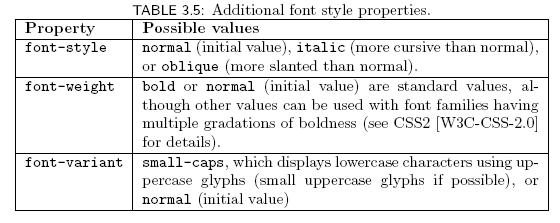 TABLE 3.5: Additional font style properties.
Property Possible values
font-style normal (initial value), italic (more cursive than normal),
or oblique (more slanted than normal).
font-weight bold or normal (initial value) are standard values, al-
though other values can be used with font families having
multiple gradations of boldness (see CSS2 [W3C-CSS-2.0]
for details).
font-variant small-caps, which displays lowercase characters using up-
percase glyphs (small uppercase glyphs if possible), or
normal (initial value)